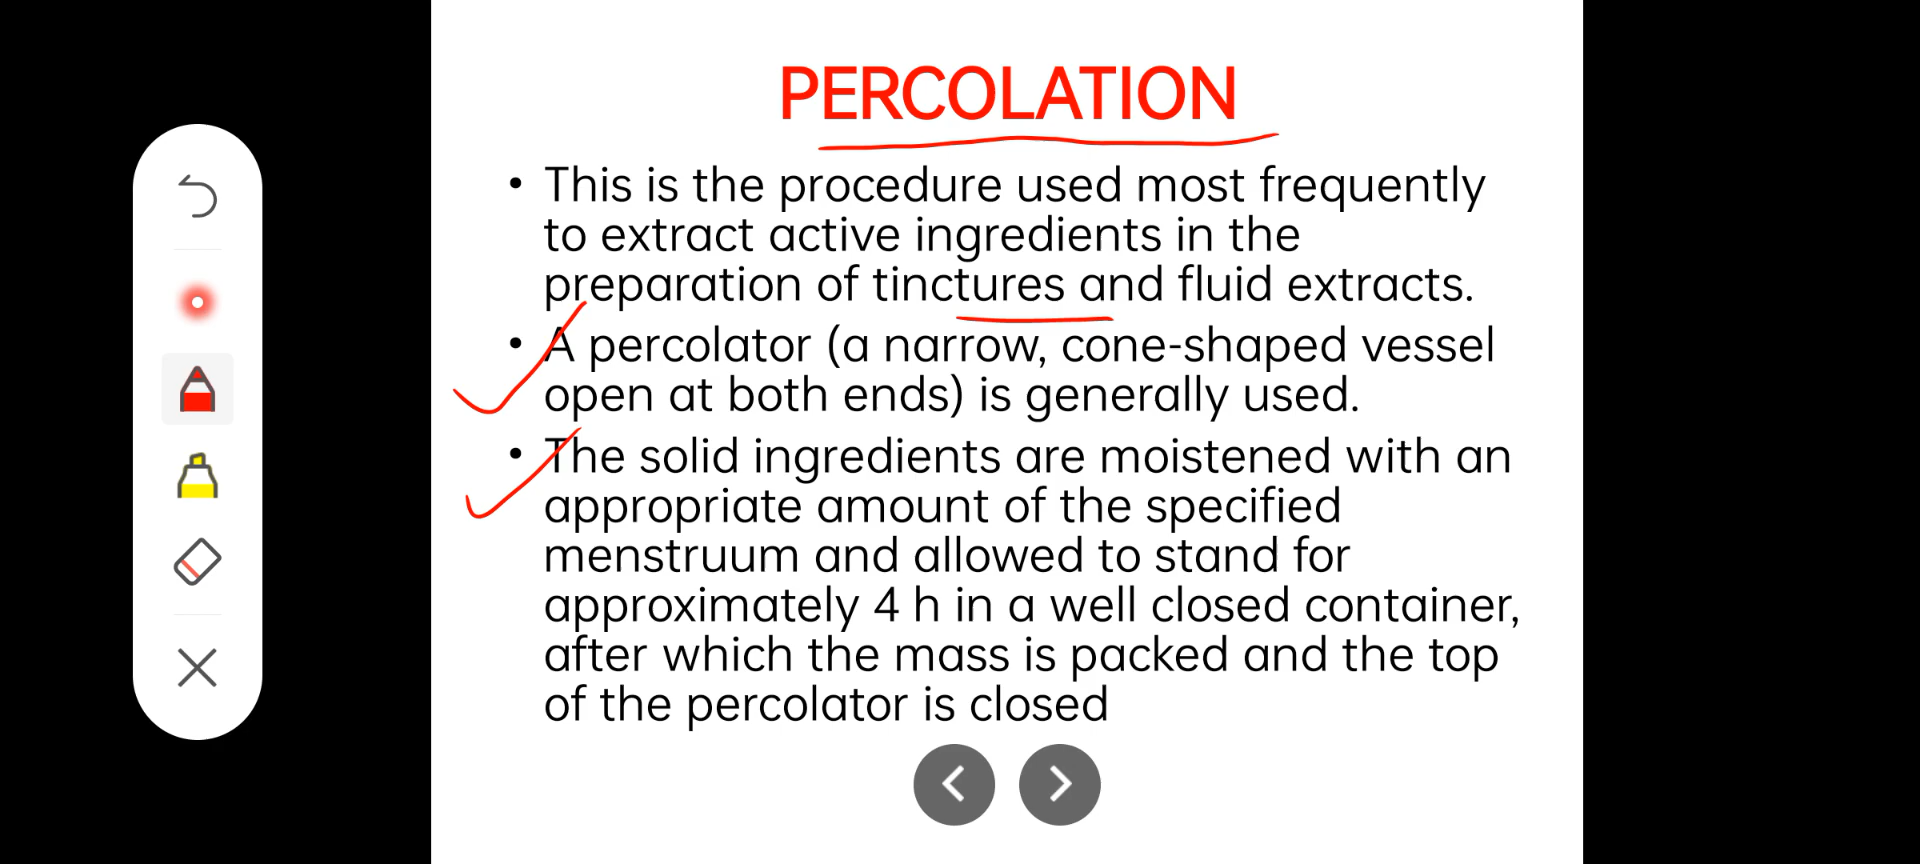 PERCOLATION
• This is the procedure used most frequently
to extract active ingredients in the
preparation of tinctures and fluid extracts.
• A percolator (a narrow, cone-shaped vessel
open at both ends) is generally used.
• The solid ingredients are moistened with an
appropriate amount of the specified
menstruum and allowed to stand for
approximately 4 h in a well closed container,
after which the mass is packed and the top
of the percolator is closed